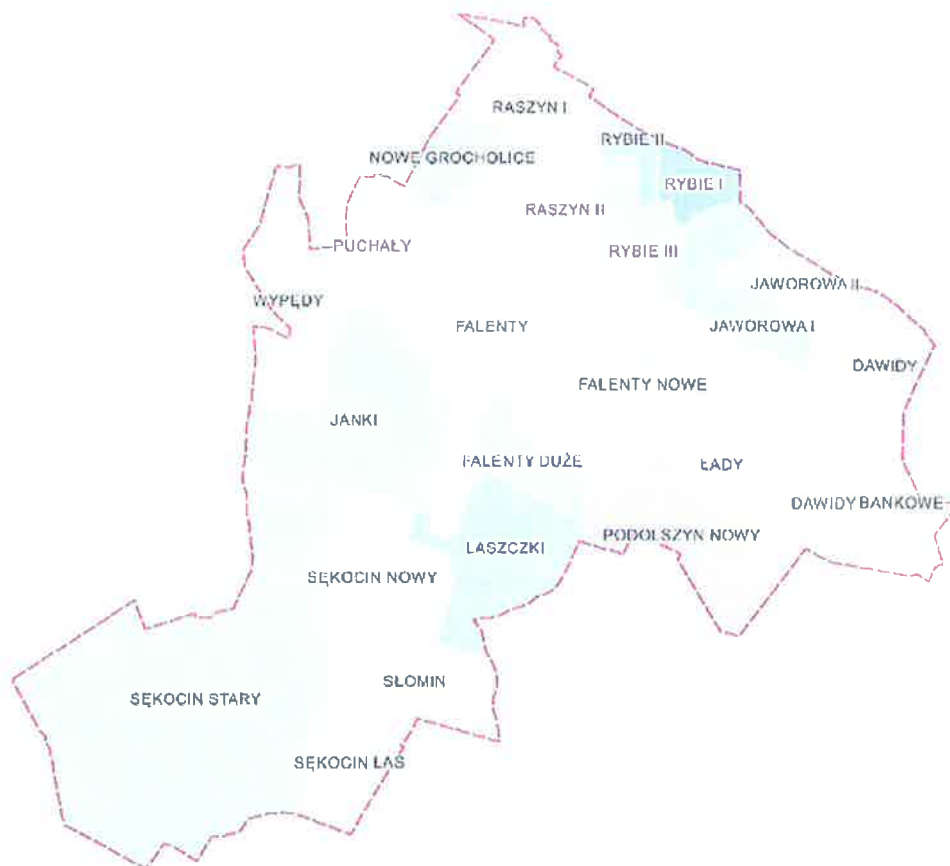 RASZYN I
RYBIE II
NOWE GROCHOLICE
RYBIE I
RASZYN II
PUCHAŁY
RYBIE III
JAWOROWA II
WYPĘDY
FALENTY
JAWOROWA I
DAWIDY
FALENTY NOWE
JANKI
FALENTY DUŻE
ŁADY
DAWIDY BANKOWE
PODOLSZYN NOWY
LASZCZKI
SĘKOCIN NOWY
SŁOMIN
SĘKOCIN STARY
SĘKOCIN LAS